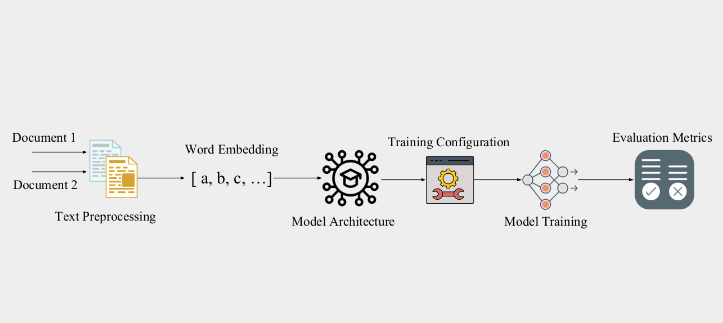 Document 1
Document 2
Text Preprocessing
Word Embedding
[ a, b, c, …]
Model Architecture
Training Configuration
Model Training
Evaluation Metrics